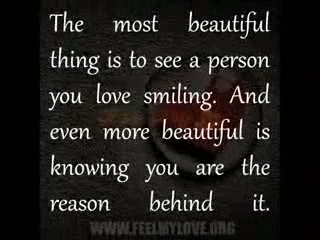 The most beautiful
thing is to see a person
you love smiling. And
even more beautiful is
knowing you are the
reason behind it.
WWW.FEELMYLOVE.ORG